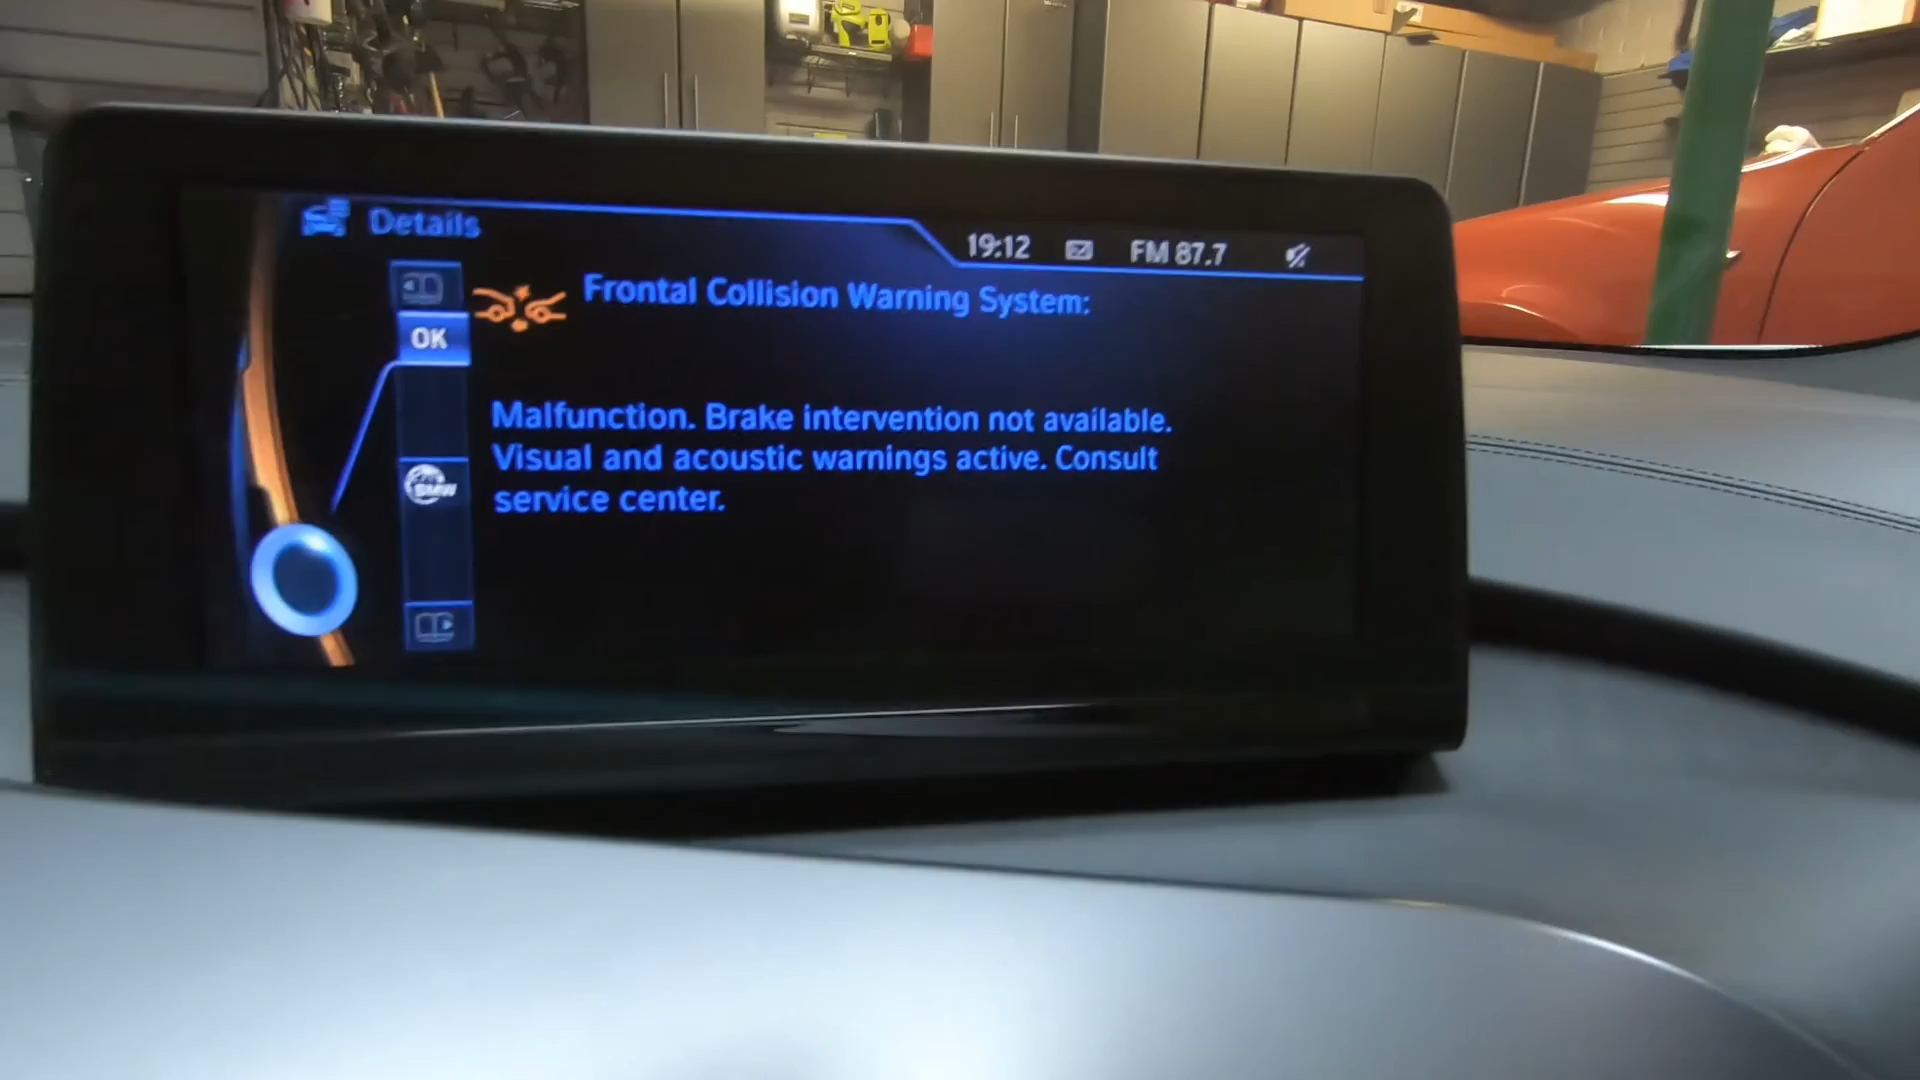 Details
19:12 FM 87.7
Frontal Collision Warning System:
OK
Malfunction. Brake intervention not available.
Visual and acoustic warnings active. Consult
BMW
service center.